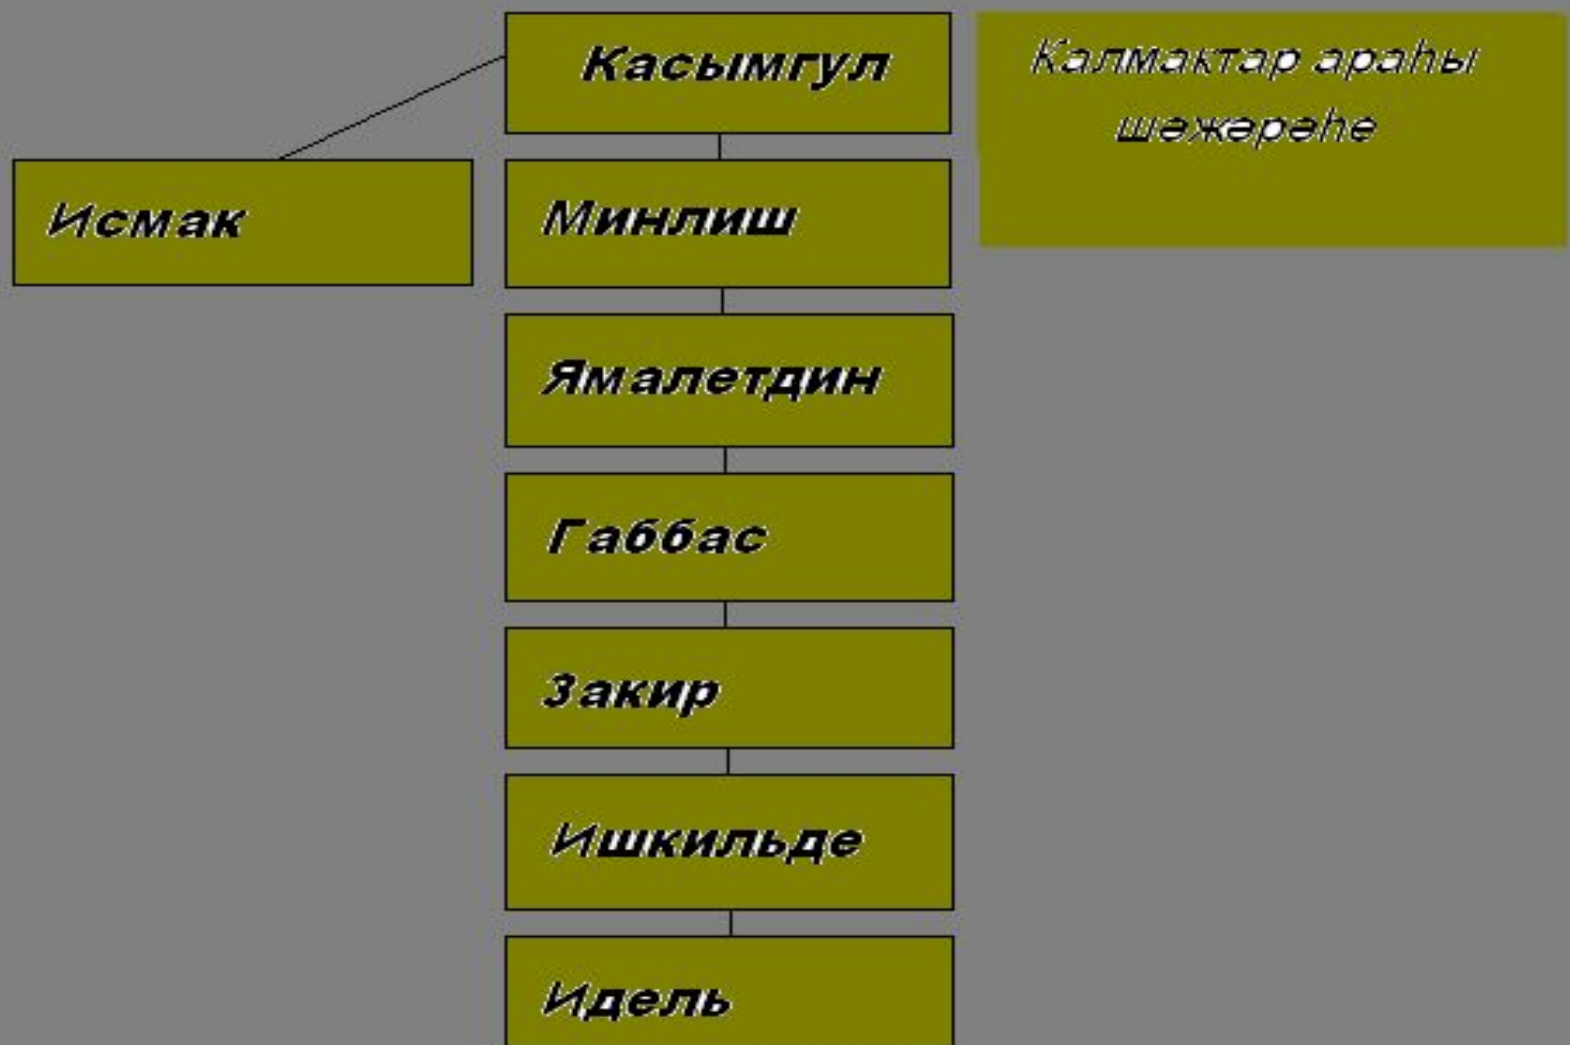 Касымгул
Калмактар араһы
шәжәрәһе
Исмак
Минлиш
Ямалетдин
Габбас
Закир
Ишкильде
Идель